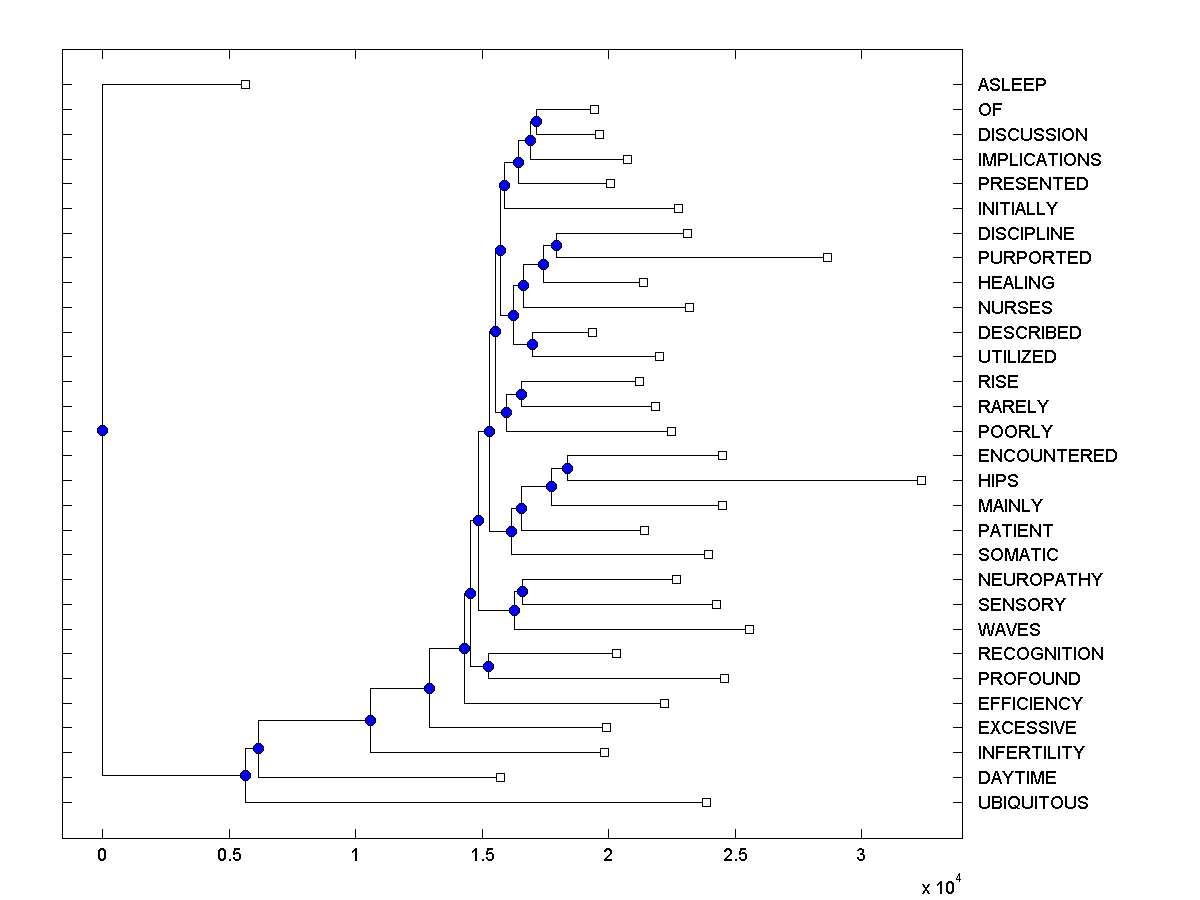 ASLEEP
OF
DISCUSSION
IMPLICATIONS
PRESENTED
INITIALLY
DISCIPLINE
PURPORTED
HEALING
NURSES
DESCRIBED
UTILIZED
RISE
RARELY
POORLY
ENCOUNTERED
HIPS
MAINLY
PATIENT
SOMATIC
NEUROPATHY
SENSORY
WAVES
RECOGNITION
PROFOUND
EFFICIENCY
EXCESSIVE
INFERTILITY
DAYTIME
UBIQUITOUS
0 0.5 1 1.5 2 2.5 3
x 10^4